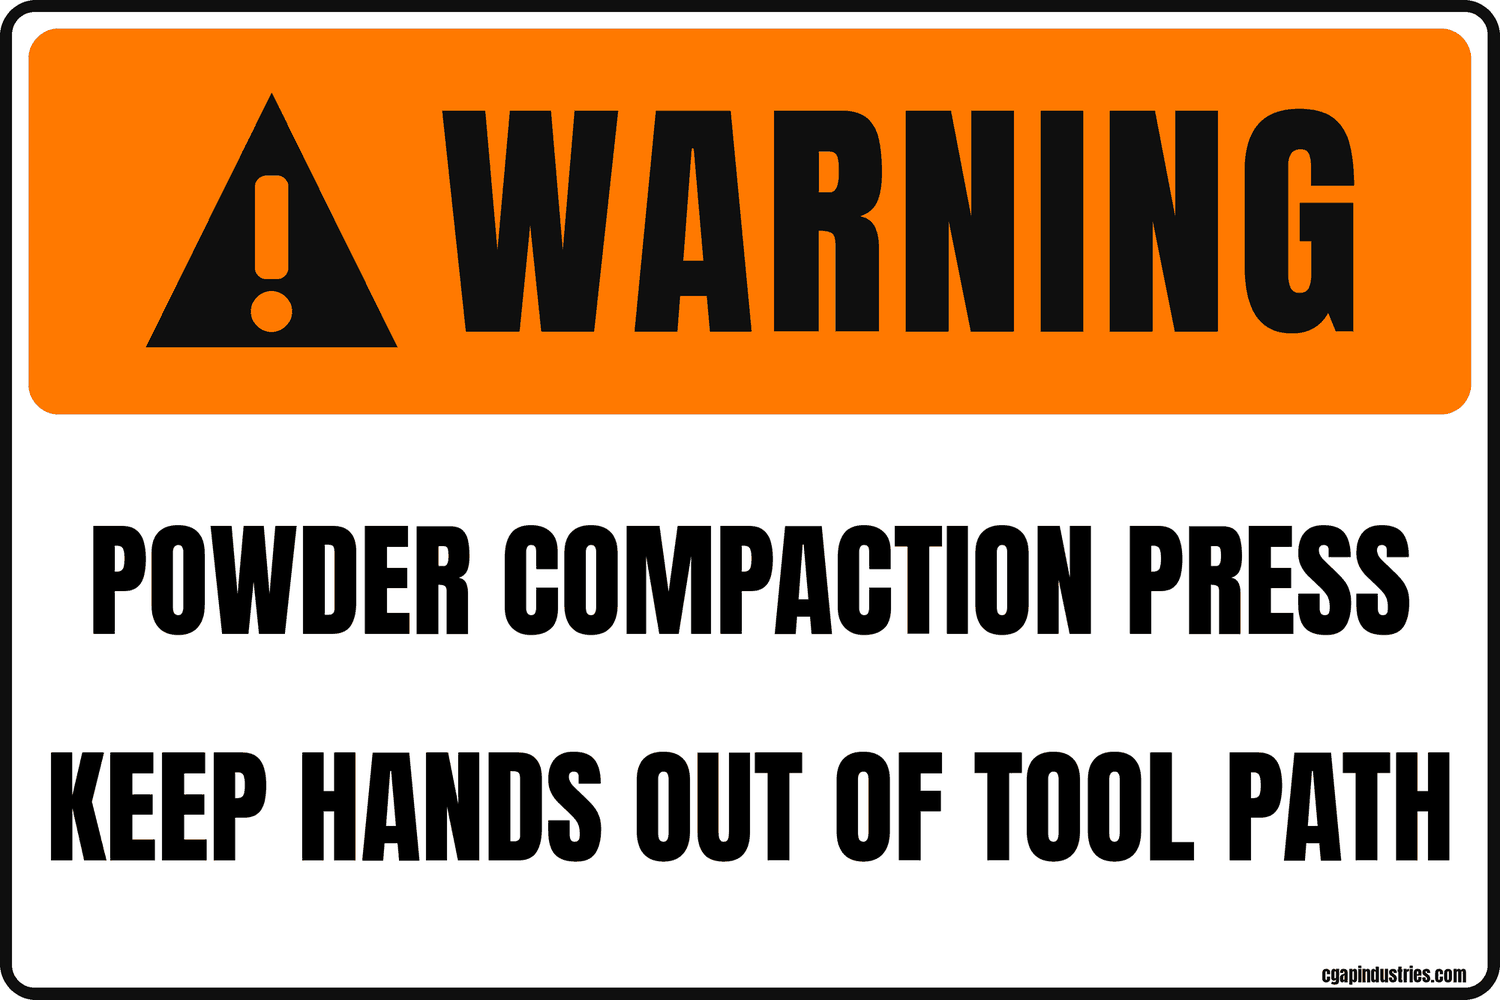 WARNING
POWDER COMPACTION PRESS
KEEP HANDS OUT OF TOOL PATH
cgapindustries.com